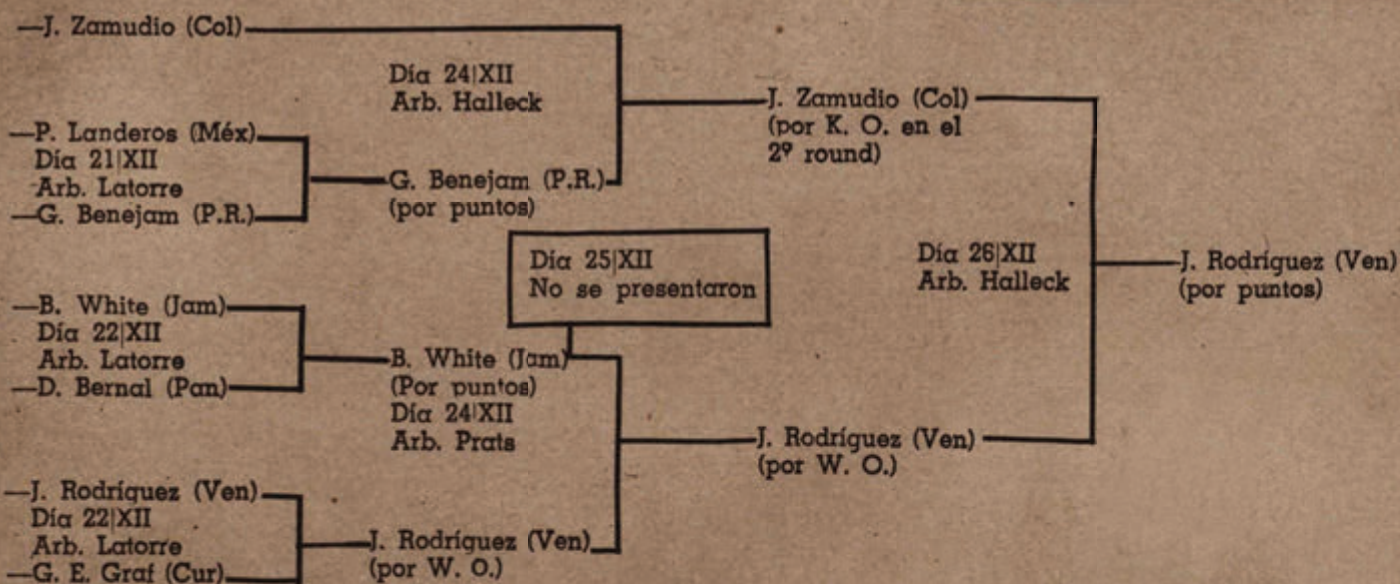 —J. Zamudio (Col)
Día 24|XII
Arb. Halleck
—P. Landeros (Méx)
Día 21|XII
Arb. Latorre
—G. Benejam (P.R.)
G. Benejam (P.R.)
(por puntos)
J. Zamudio (Col)
(por K. O. en el
2º round)
Día 25|XII
No se presentaron
—B. White (Jam)
Día 22|XII
Arb. Latorre
—D. Bernal (Pan)
B. White (Jam)
(Por puntos)
Día 24|XII
Arb. Prats
—J. Rodríguez (Ven)
Día 22|XII
Arb. Latorre
—G. E. Graf (Cur)
J. Rodríguez (Ven)
(por W. O.)
J. Rodríguez (Ven)
(por W. O.)
Día 26|XII
Arb. Halleck
J. Rodríguez (Ven)
(por puntos)